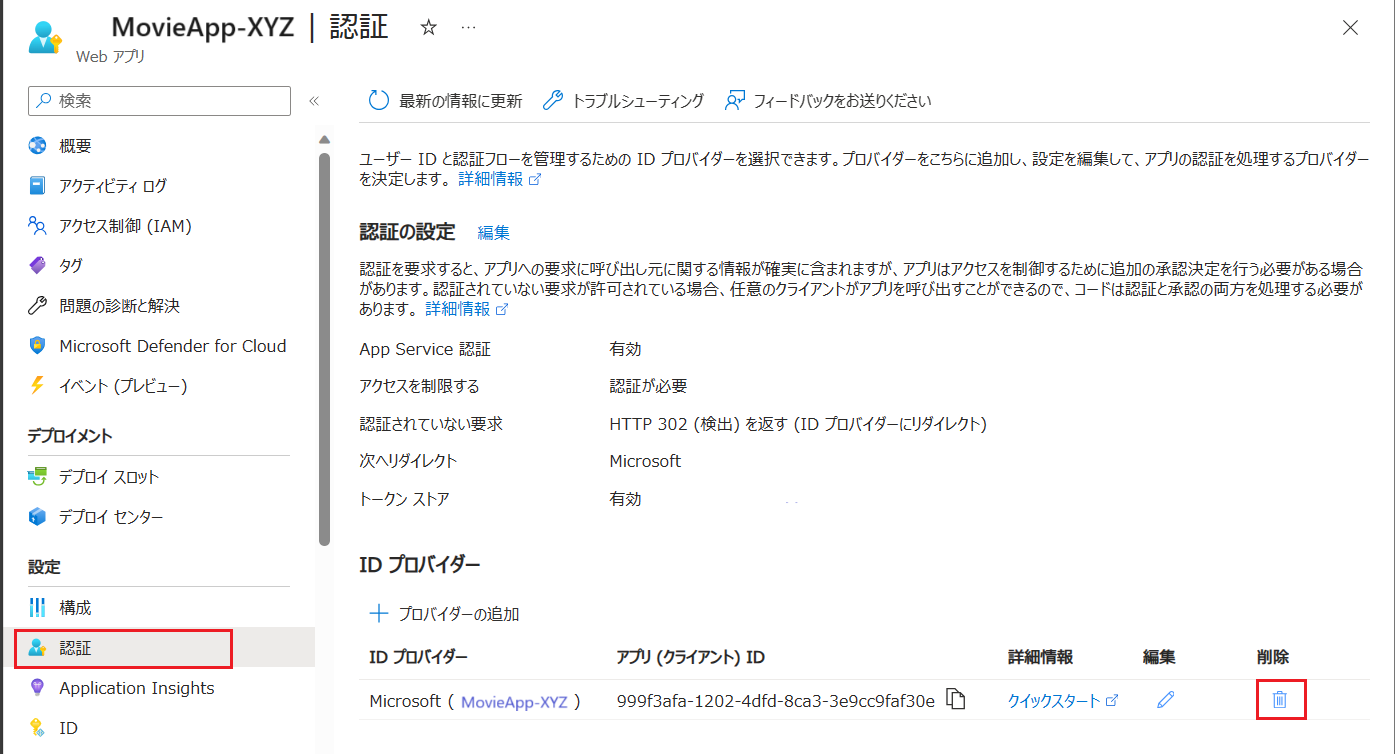 MovieApp-XYZ | 認証 ☆ …
Web アプリ
検索
«
概要
アクティビティ ログ
アクセス制御 (IAM)
タグ
問題の診断と解決
Microsoft Defender for Cloud
イベント (プレビュー)
デプロイメント
デプロイ スロット
デプロイ センター
設定
構成
認証
Application Insights
ID
最新の情報に更新 トラブルシューティング フィードバックをお送りください
ユーザー ID と認証フローを管理するための ID プロバイダーを選択できます。プロバイダーをこちらに追加し、設定を編集して、アプリの認証を処理するプロバイダー
を決定します。 詳細情報
認証の設定 編集
認証を要求すると、アプリへの要求に呼び出し元に関する情報が確実に含まれますが、アプリはアクセスを制御するために追加の承認決定を行う必要がある場合
があります。認証されていない要求が許可されている場合、任意のクライアントがアプリを呼び出すことができるので、コードは認証と承認の両方を処理する必要が
あります。 詳細情報
App Service 認証 有効
アクセスを制限する 認証が必要
認証されていない要求 HTTP 302 (検出) を返す (ID プロバイダーにリダイレクト)
次へリダイレクト Microsoft
トークン ストア 有効
ID プロバイダー
プロバイダーの追加
ID プロバイダー アプリ (クライアント) ID 詳細情報 編集 削除
Microsoft ( MovieApp-XYZ ) 999f3afa-1202-4dfd-8ca3-3e9cc9faf30e クイックスタート